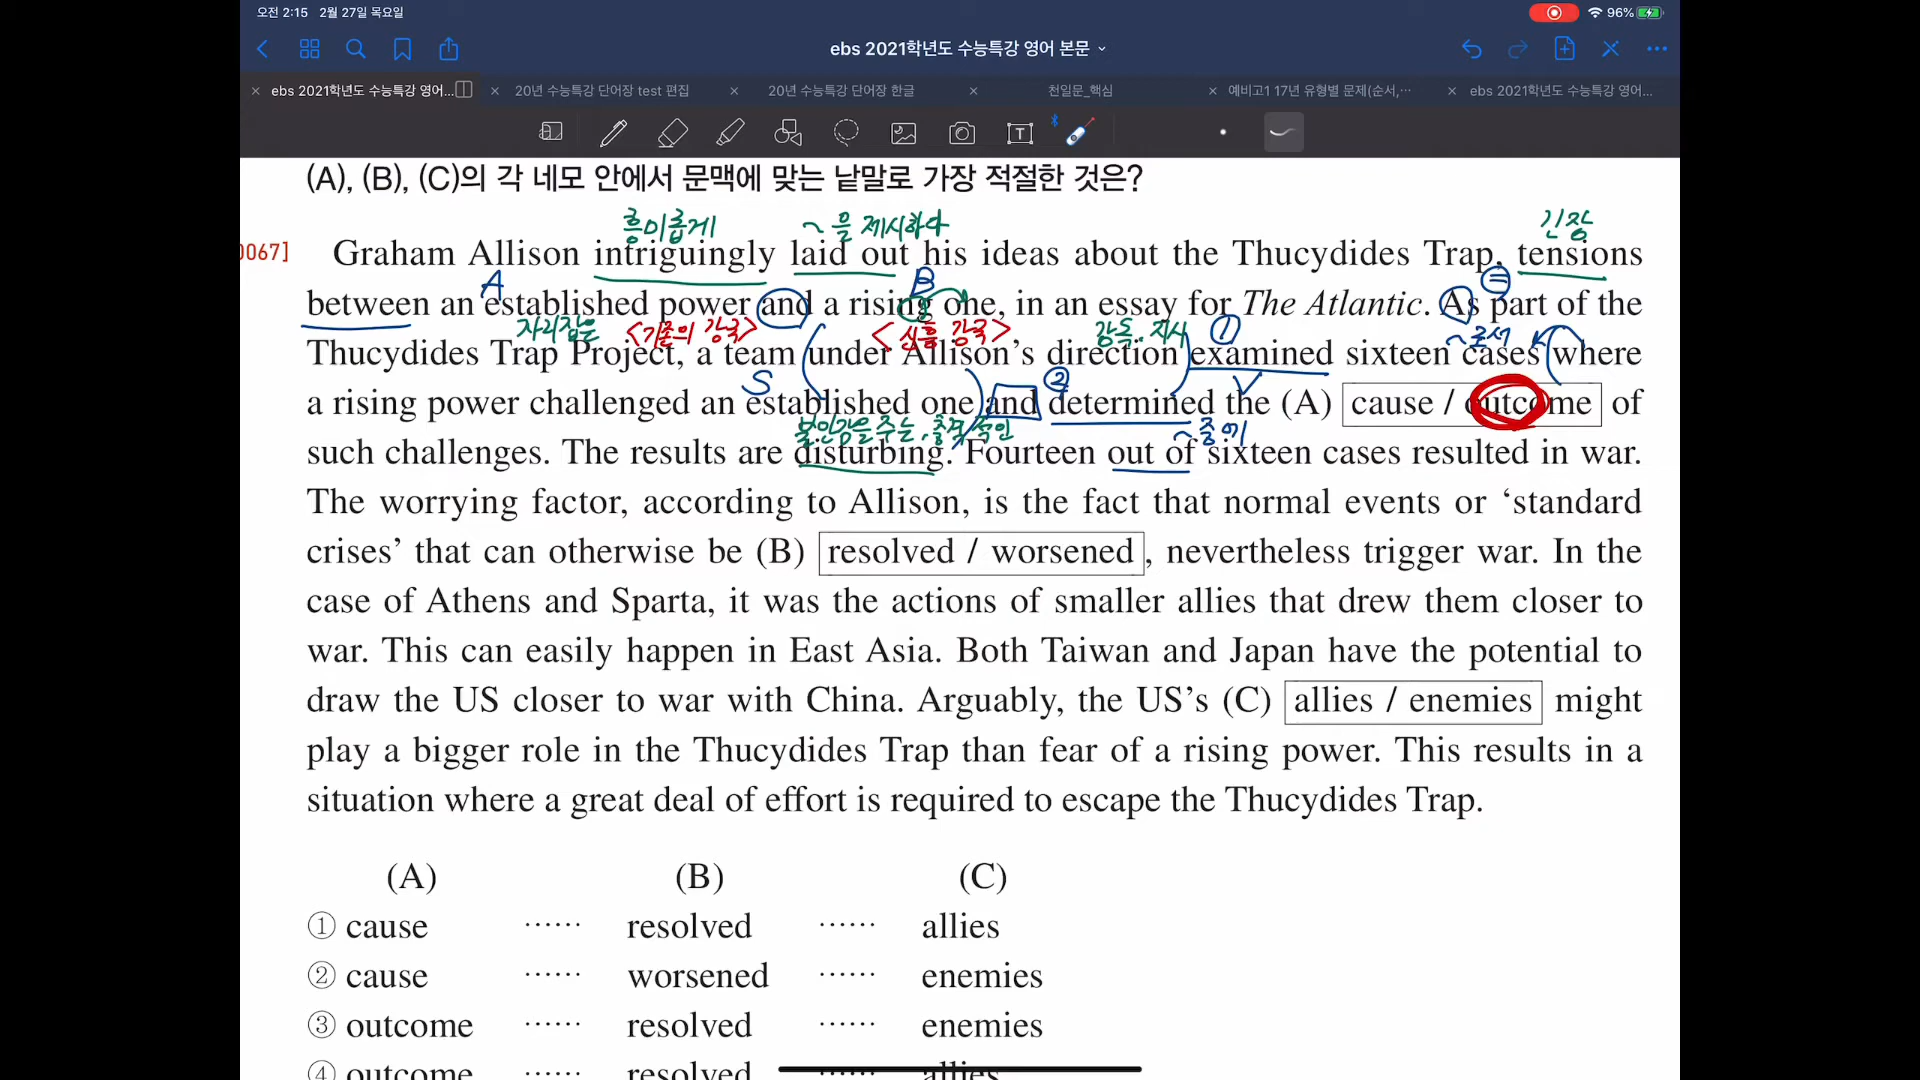 오전 2:15 2월 27일 목요일
96%
ebs 2021학년도 수능특강 영어 본문
ebs 2021학년도 수능특강 영어... 20년 수능특강 단어장 test 편집 20년 수능특강 단어장 한글 천일문_핵심 예비고1 17년 유형별 문제(순서,... ebs 2021학년도 수능특강 영어...
(A), (B), (C)의 각 네모 안에서 문맥에 맞는 낱말로 가장 적절한 것은?
흥미롭게 ~을 제시하다 긴장
0067] Graham Allison intriguingly laid out his ideas about the Thucydides Trap, tensions
A B =
between an established power and a rising one, in an essay for The Atlantic. As part of the
자리잡은 <기존의 강국> <신흥 강국> 감독, 지시 ① ~로서
Thucydides Trap Project, a team under Allison's direction examined sixteen cases where
S ② V
a rising power challenged an established one and determined the (A) cause / outcome of
불안감을 주는, 충격적인 ~중에
such challenges. The results are disturbing. Fourteen out of sixteen cases resulted in war.
The worrying factor, according to Allison, is the fact that normal events or 'standard
crises' that can otherwise be (B) resolved / worsened, nevertheless trigger war. In the
case of Athens and Sparta, it was the actions of smaller allies that drew them closer to
war. This can easily happen in East Asia. Both Taiwan and Japan have the potential to
draw the US closer to war with China. Arguably, the US's (C) allies / enemies might
play a bigger role in the Thucydides Trap than fear of a rising power. This results in a
situation where a great deal of effort is required to escape the Thucydides Trap.
(A) (B) (C)
① cause ...... resolved ...... allies
② cause ...... worsened ...... enemies
③ outcome ...... resolved ...... enemies
④ outcome ...... resolved ...... allies